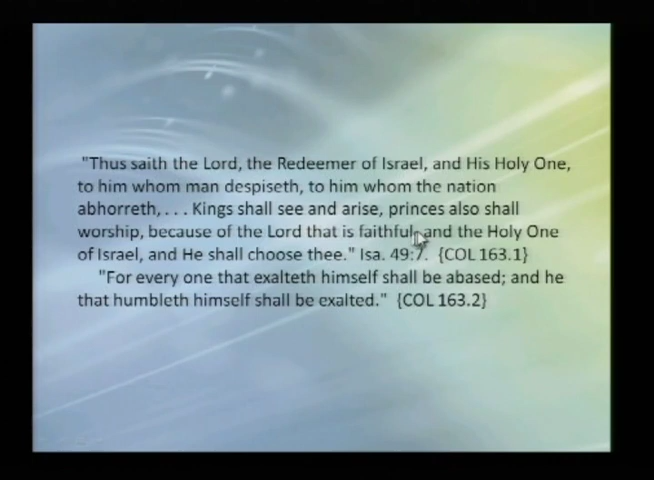 "Thus saith the Lord, the Redeemer of Israel, and His Holy One,
to him whom man despiseth, to him whom the nation
abhorreth, . . . Kings shall see and arise, princes also shall
worship, because of the Lord that is faithful, and the Holy One
of Israel, and He shall choose thee." Isa. 49:7. {COL 163.1}
"For every one that exalteth himself shall be abased; and he
that humbleth himself shall be exalted." {COL 163.2}